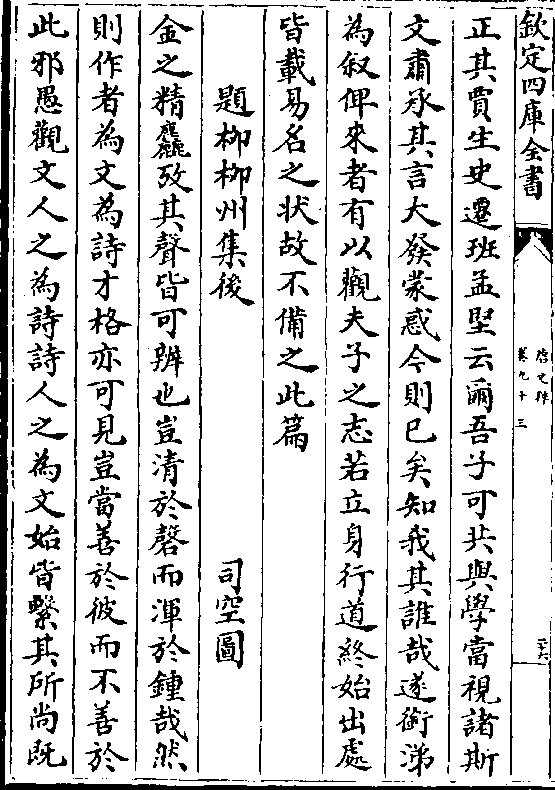 欽定四庫全書
唐文粹
卷九十三
二十六
正其賈生史遷班孟堅云爾吾子可共與學當視諸斯
文肅承其言大發蒙惑今則已矣知我其誰哉遂銜涕
為叙俾來者有以觀夫子之志若立身行道終始出處
皆載易名之状故不備之此篇
題柳柳州集後
司空圖
金之精麤攷其聲皆可辨也豈清於磬而渾於鍾哉然
則作者為文為詩才格亦可見豈當善於彼而不善於
此邪愚觀文人之為詩詩人之為文始皆繫其所尚既